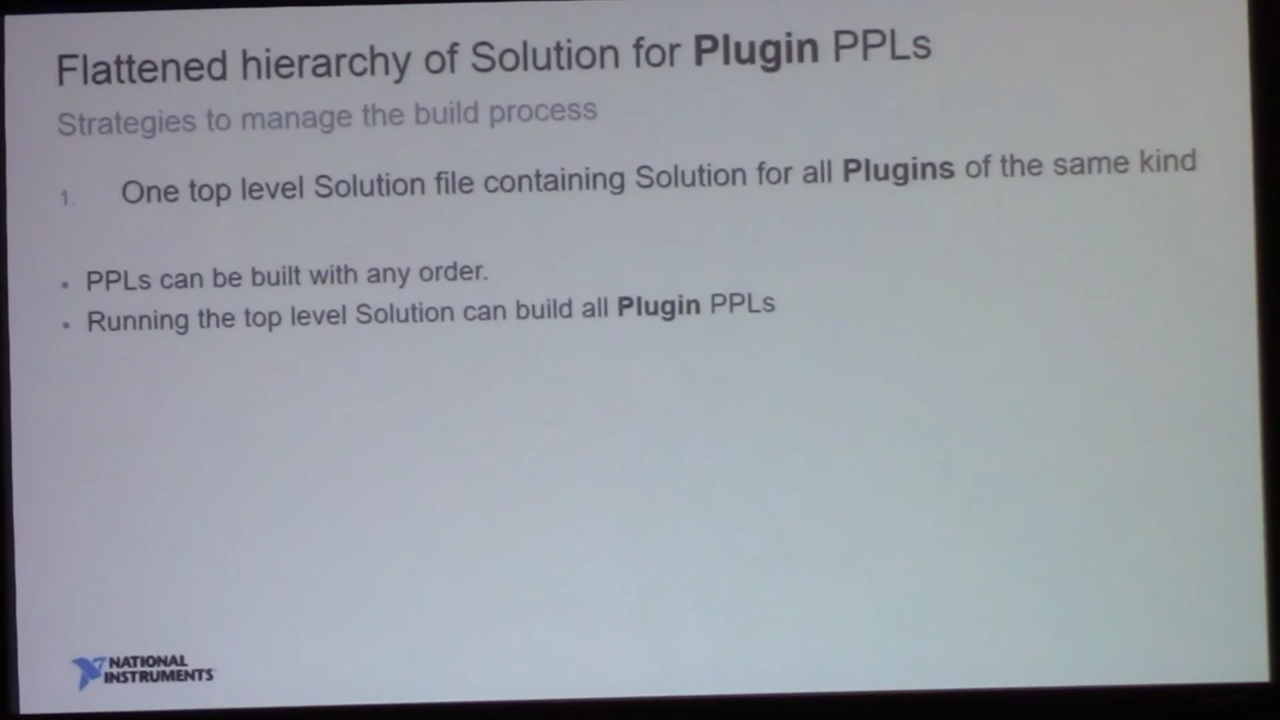 Flattened hierarchy of Solution for Plugin PPLs
Strategies to manage the build process
1. One top level Solution file containing Solution for all Plugins of the same kind
▪ PPLs can be built with any order.
▪ Running the top level Solution can build all Plugin PPLs
NATIONAL
INSTRUMENTS